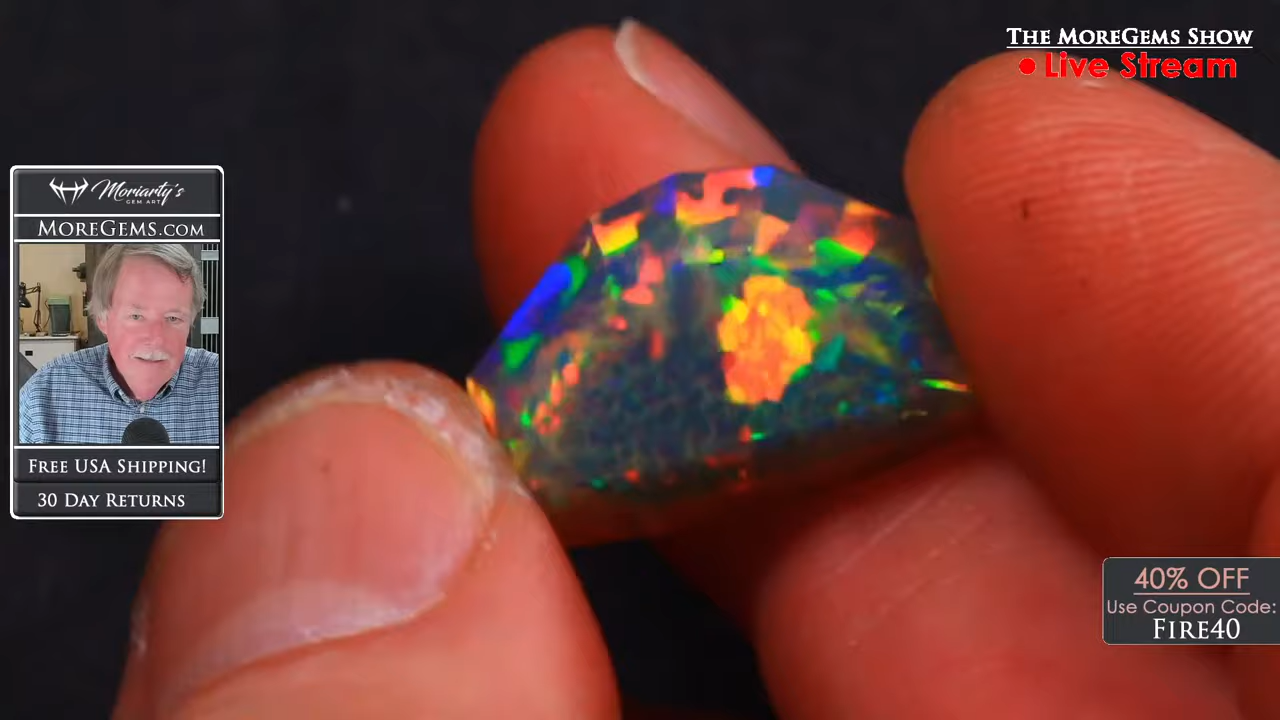 The MoreGems Show
Live Stream
Moriarty's
GEM ART
MoreGems.com
Free USA Shipping!
30 Day Returns
40% OFF
Use Coupon Code:
Fire40